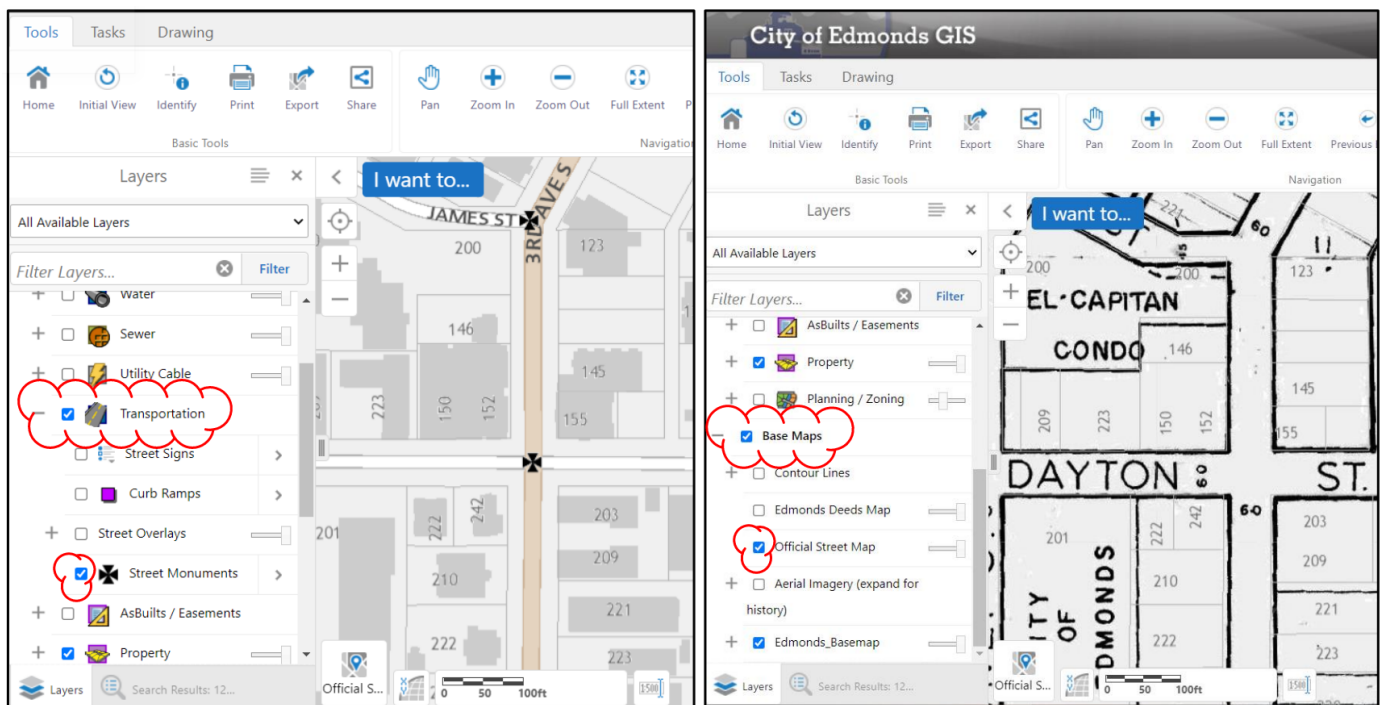 Tools Tasks Drawing
Home Initial View Identify Print Export Share Pan Zoom In Zoom Out Full Extent P
Basic Tools Navigation
Layers
All Available Layers
Filter Layers... Filter
Water
Sewer
Utility Cable
Transportation
Street Signs
Curb Ramps
Street Overlays
Street Monuments
AsBuilts / Easements
Property
Layers Search Results: 12...
I want to...
JAMES ST
3RD AVE S
200 123
146
145
223 150 152 155
201 222 242 203
209
210
221
222
223
Official S...
0 50 100ft
1500
City of Edmonds GIS
Tools Tasks Drawing
Home Initial View Identify Print Export Share Pan Zoom In Zoom Out Full Extent Previous
Basic Tools Navigation
Layers
All Available Layers
Filter Layers... Filter
AsBuilts / Easements
Property
Planning / Zoning
Base Maps
Contour Lines
Edmonds Deeds Map
Official Street Map
Aerial Imagery (expand for
history)
Edmonds_Basemap
Layers Search Results: 12...
I want to...
221
60
11
200 200 123
EL-CAPITAN
CONDO 146
145
209 223 150 152 155
DAYTON 60 ST.
60
201 222 242 203
209
CITY OF EDMONDS
210
221
222
223
Official S...
0 50 100ft
1500